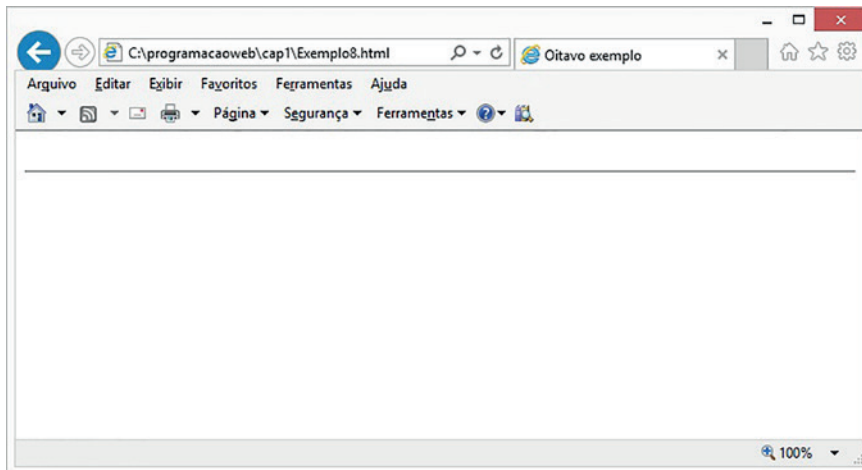 C:\programacaoweb\cap1\Exemplo8.html
Oitavo exemplo
Arquivo Editar Exibir Favoritos Ferramentas Ajuda
Página Segurança Ferramentas
100%